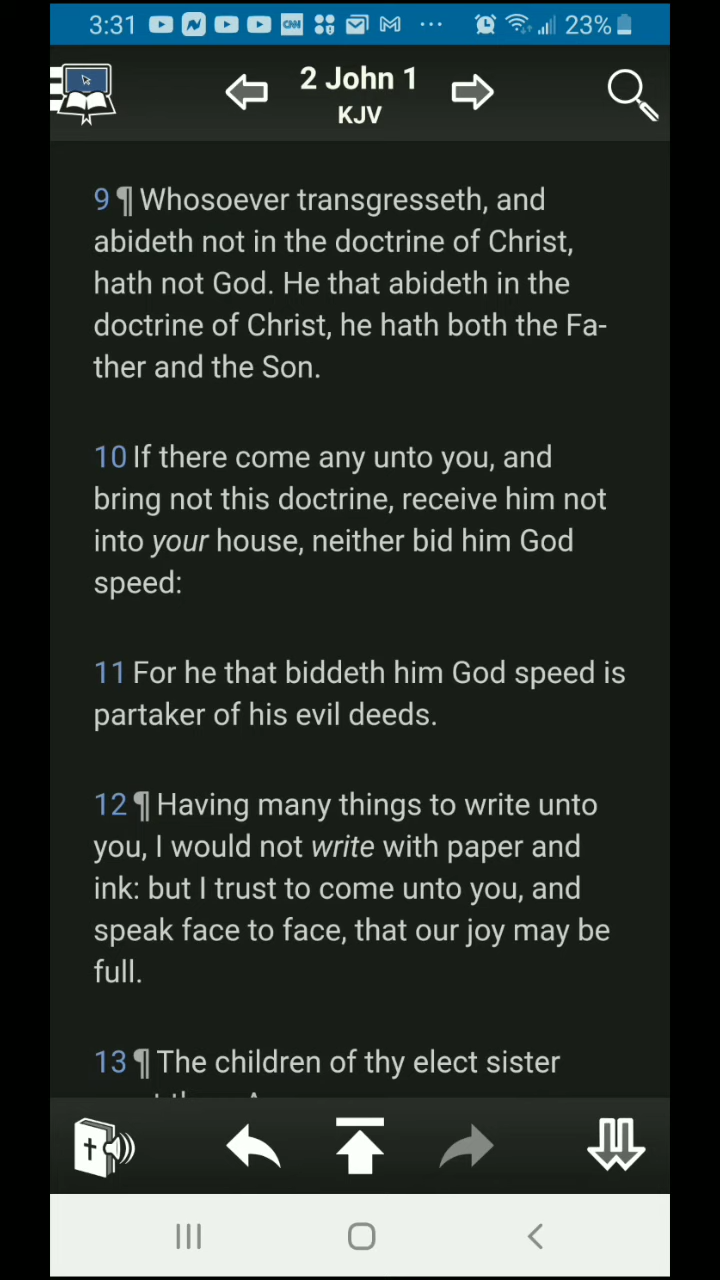 3:31 CNN 23%
2 John 1
KJV
9 ¶ Whosoever transgresseth, and
abideth not in the doctrine of Christ,
hath not God. He that abideth in the
doctrine of Christ, he hath both the Fa-
ther and the Son.
10 If there come any unto you, and
bring not this doctrine, receive him not
into your house, neither bid him God
speed:
11 For he that biddeth him God speed is
partaker of his evil deeds.
12 ¶ Having many things to write unto
you, I would not write with paper and
ink: but I trust to come unto you, and
speak face to face, that our joy may be
full.
13 ¶ The children of thy elect sister